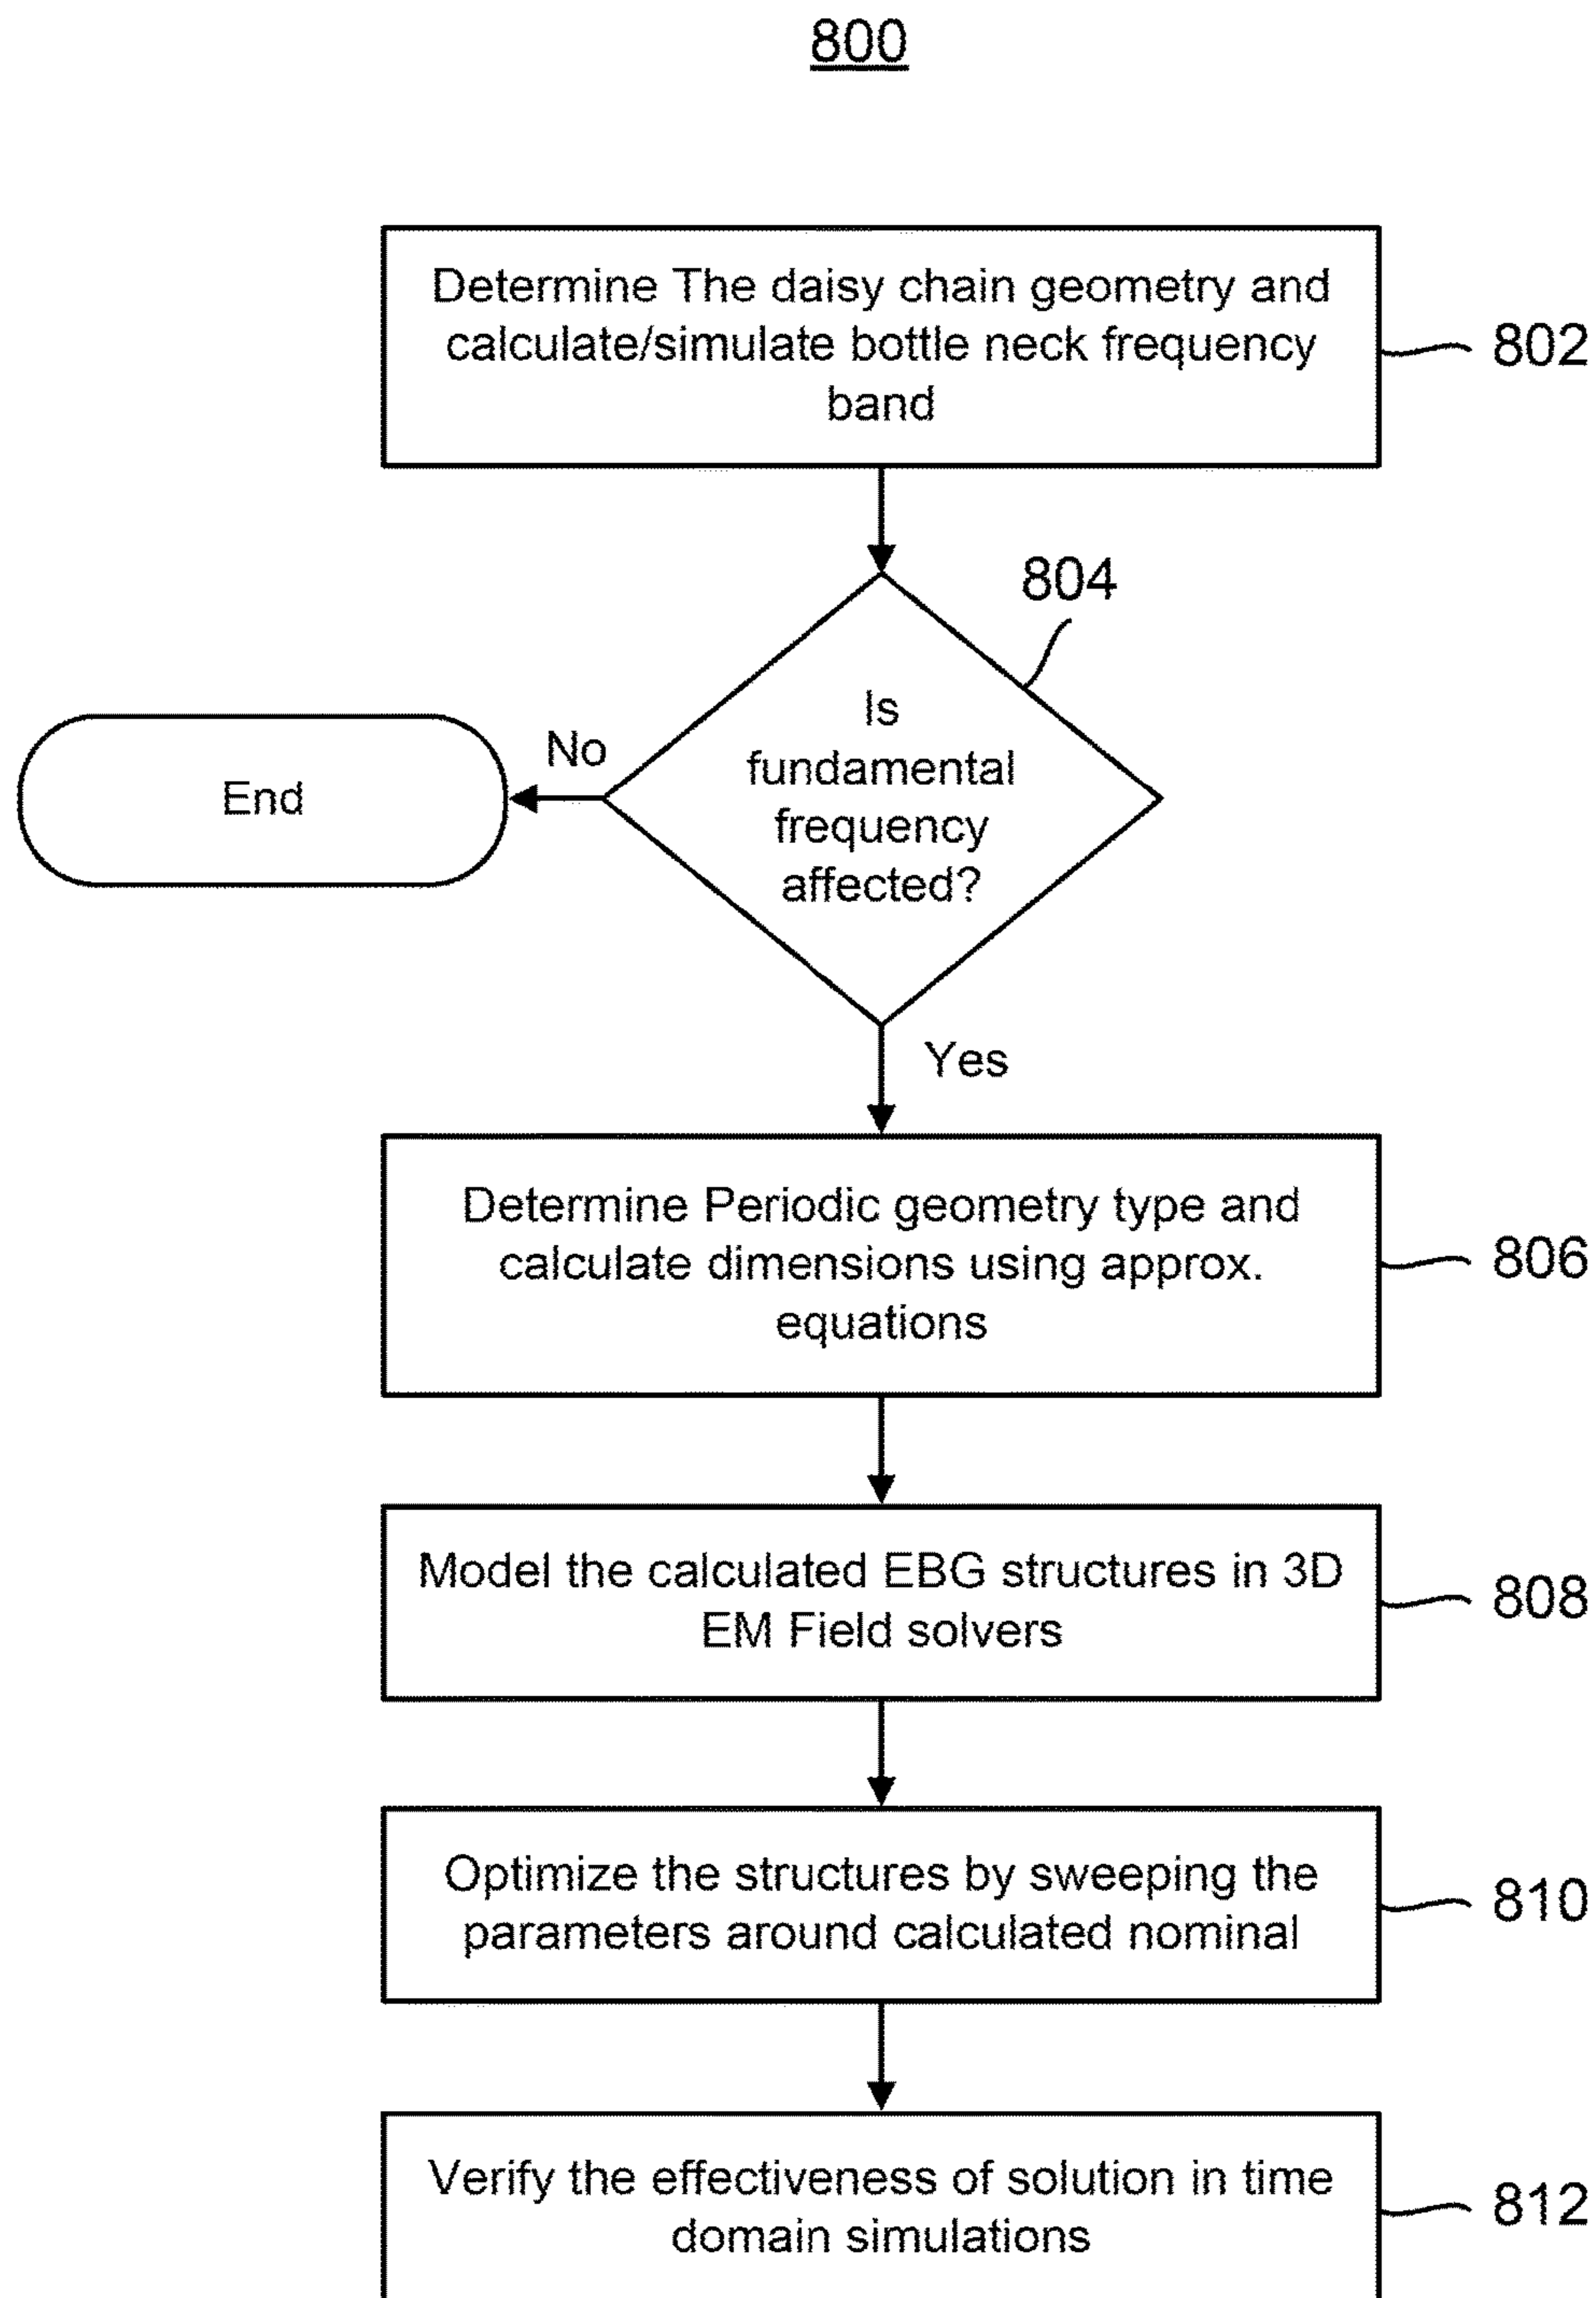 800
Determine The daisy chain geometry and
calculate/simulate bottle neck frequency
band
802
804
Is
fundamental
frequency
affected?
No
End
Yes
Determine Periodic geometry type and
calculate dimensions using approx.
equations
806
Model the calculated EBG structures in 3D
EM Field solvers
808
Optimize the structures by sweeping the
parameters around calculated nominal
810
Verify the effectiveness of solution in time
domain simulations
812